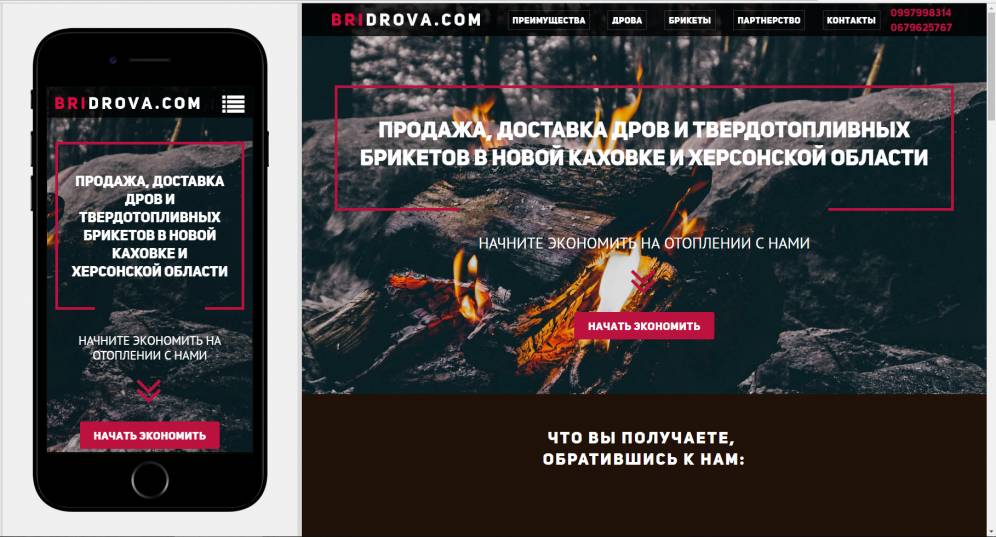 BRIDROVA.COM
ПРОДАЖА, ДОСТАВКА
ДРОВ И
ТВЕРДОТОПЛИВНЫХ
БРИКЕТОВ В НОВОЙ
КАХОВКЕ И
ХЕРСОНСКОЙ ОБЛАСТИ
НАЧНИТЕ ЭКОНОМИТЬ НА
ОТОПЛЕНИИ С НАМИ
НАЧАТЬ ЭКОНОМИТЬ
BRIDROVA.COM ПРЕИМУЩЕСТВА ДРОВА БРИКЕТЫ ПАРТНЕРСТВО КОНТАКТЫ
0997998314
0679625767
ПРОДАЖА, ДОСТАВКА ДРОВ И ТВЕРДОТОПЛИВНЫХ
БРИКЕТОВ В НОВОЙ КАХОВКЕ И ХЕРСОНСКОЙ ОБЛАСТИ
НАЧНИТЕ ЭКОНОМИТЬ НА ОТОПЛЕНИИ С НАМИ
НАЧАТЬ ЭКОНОМИТЬ
ЧТО ВЫ ПОЛУЧАЕТЕ,
ОБРАТИВШИСЬ К НАМ: